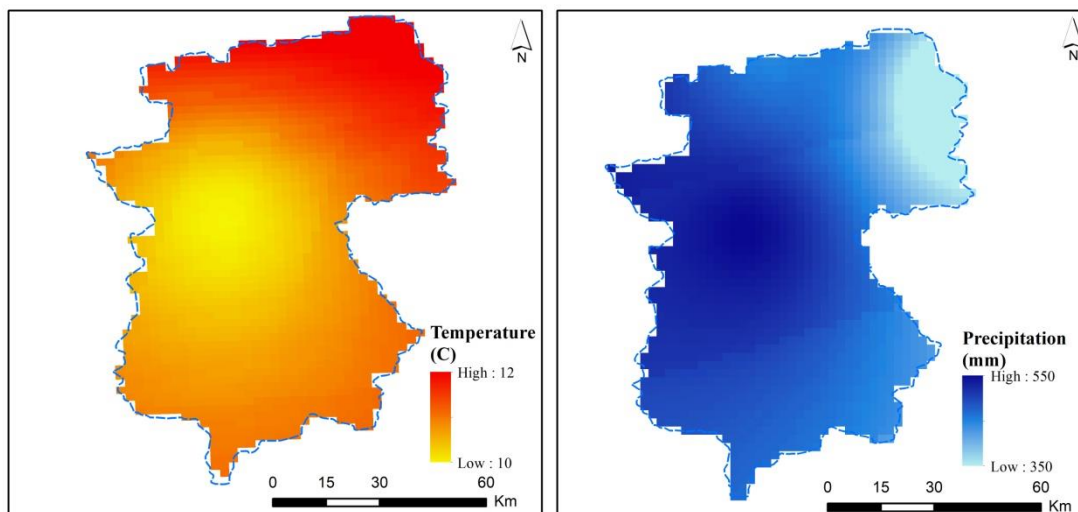 N
Temperature
(C)
High : 12
Low : 10
0 15 30 60
Km
N
Precipitation
(mm)
High : 550
Low : 350
0 15 30 60
Km